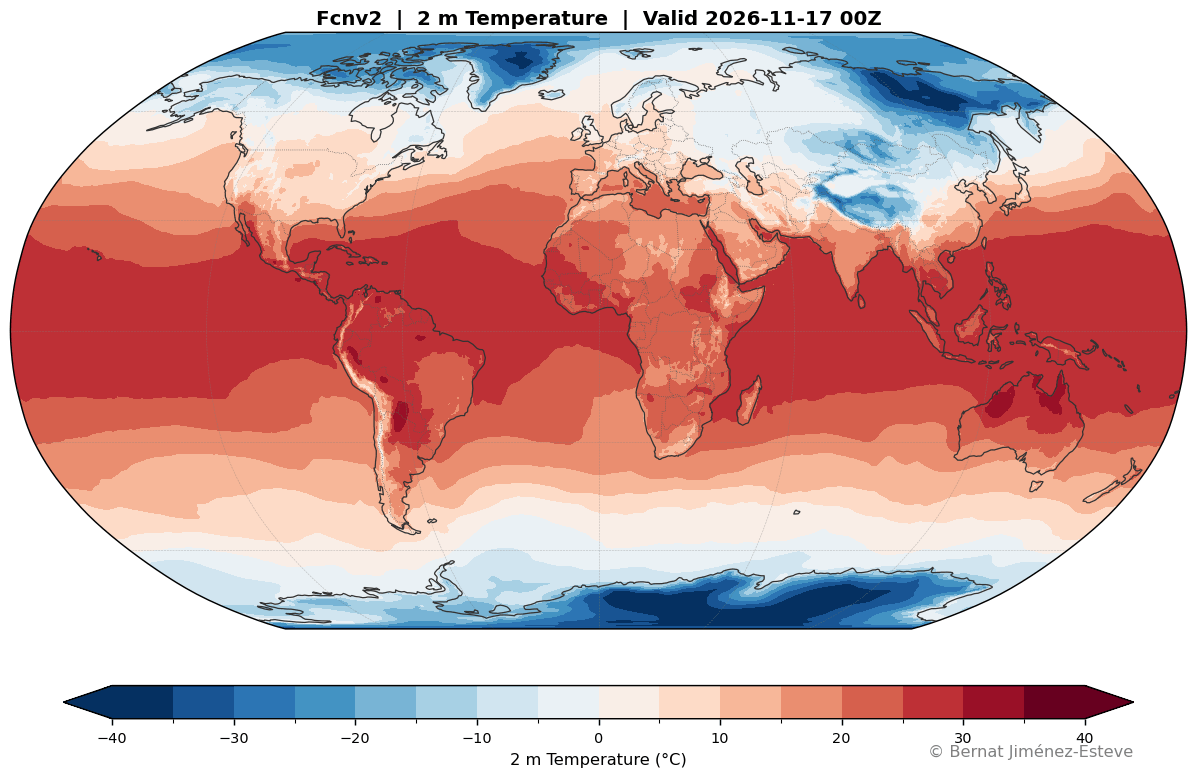 Fcnv2 | 2 m Temperature | Valid 2026-11-17 00Z
−40 −30 −20 −10 0 10 20 30 40
2 m Temperature (°C)
© Bernat Jiménez-Esteve